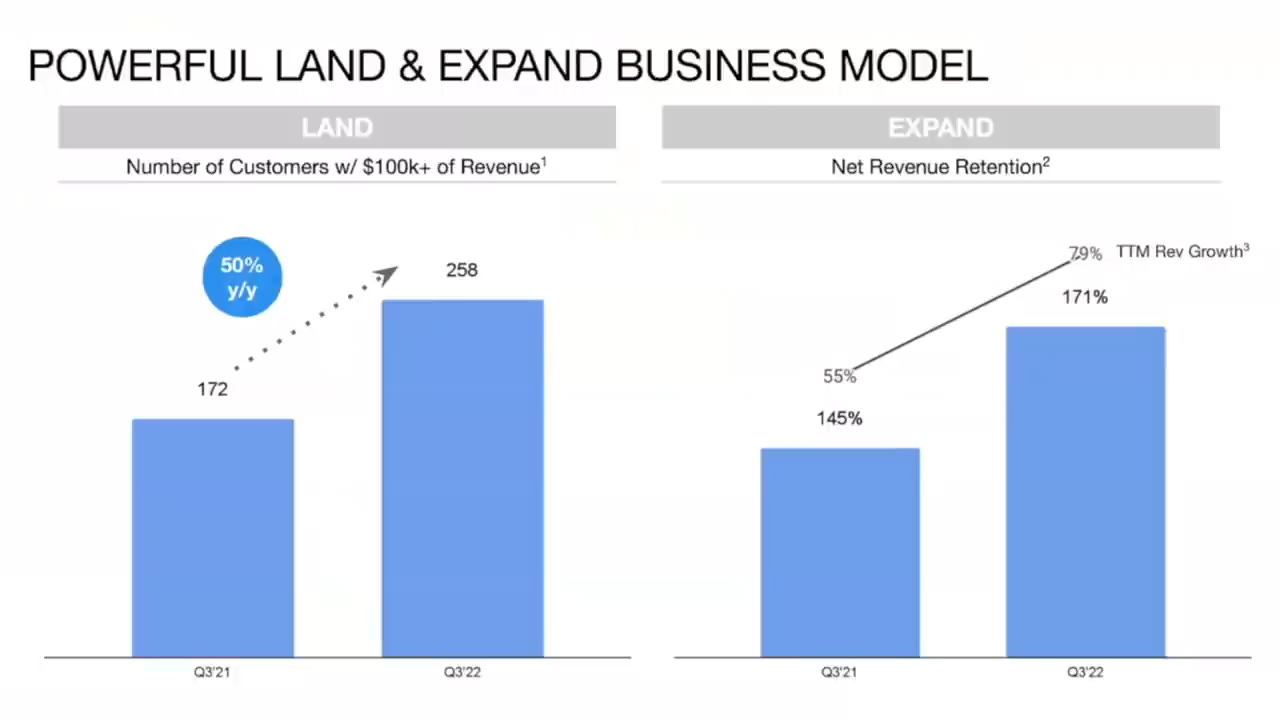 POWERFUL LAND & EXPAND BUSINESS MODEL
LAND
Number of Customers w/ $100k+ of Revenue¹
50%
y/y
258
172
Q3'21
Q3'22
EXPAND
Net Revenue Retention²
79% TTM Rev Growth³
171%
55%
145%
Q3'21
Q3'22